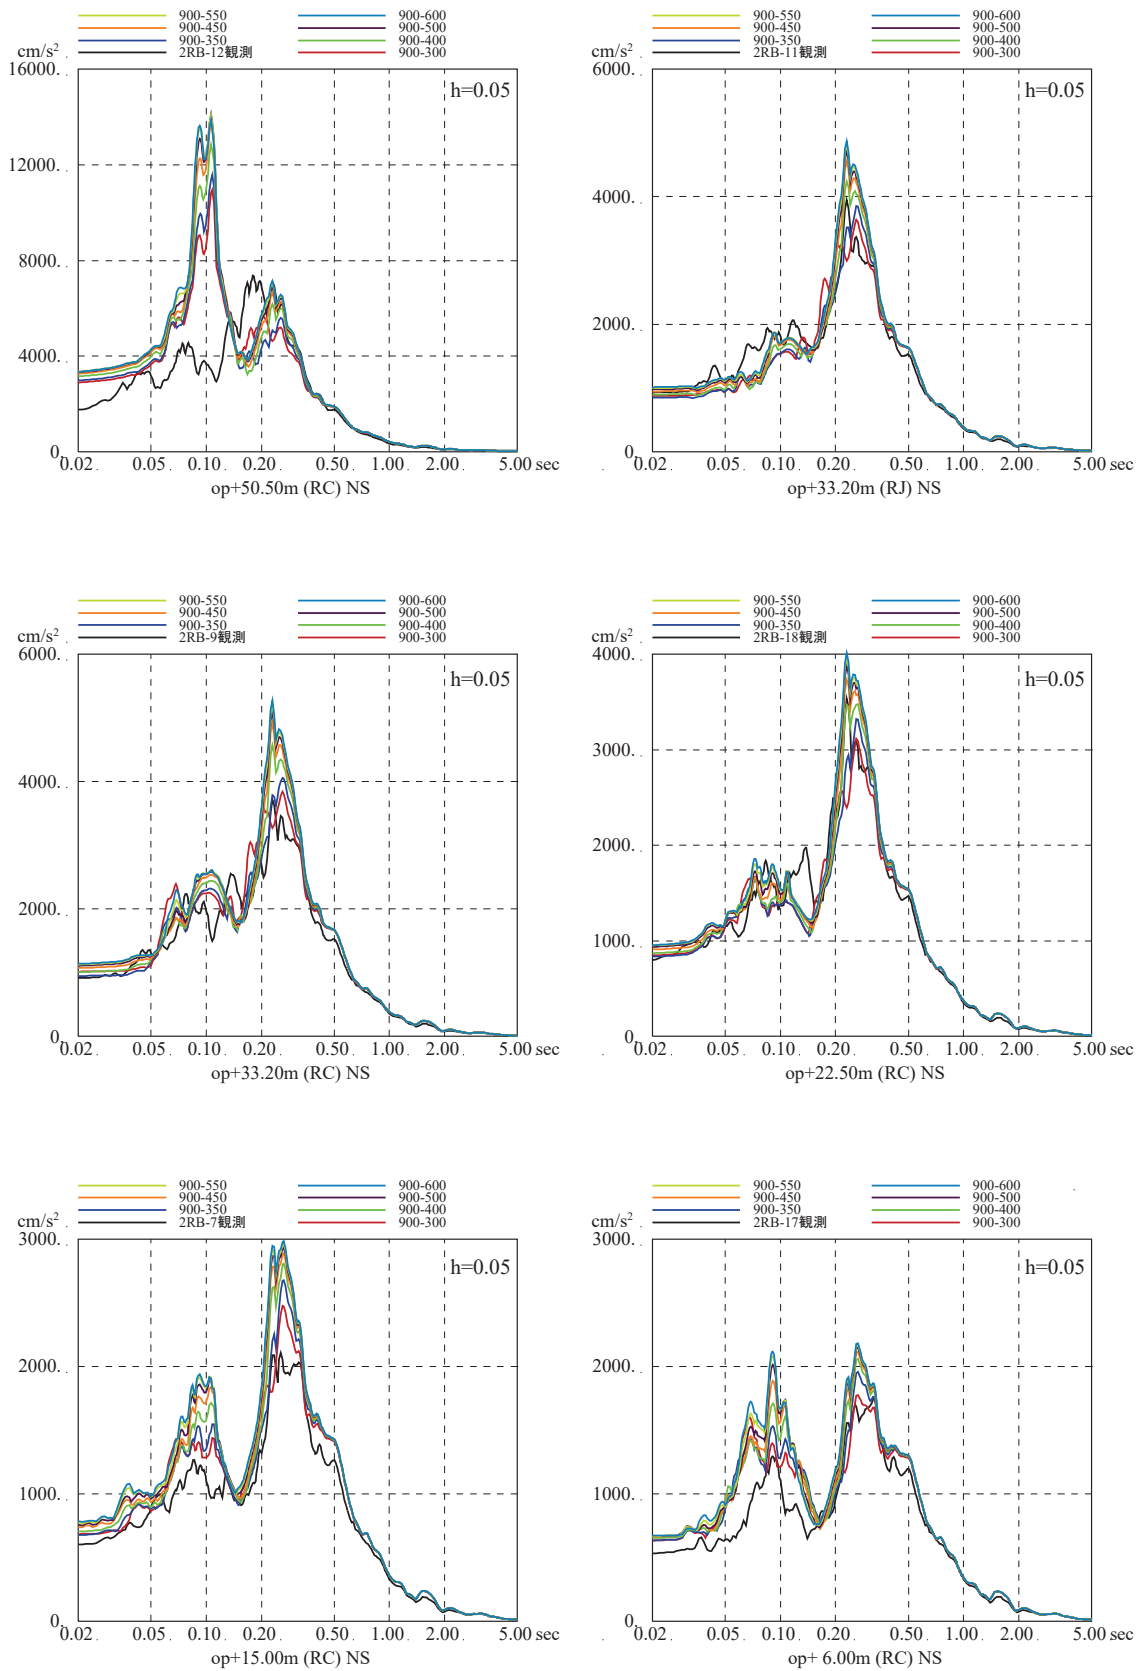 900-550 900-600
900-450 900-500
900-350 900-400
2RB-12観測 900-300
cm/s²
16000.
h=0.05
12000.
8000.
4000.
0.
0.02 0.05 0.10 0.20 0.50 1.00 2.00 5.00 sec
op+50.50m (RC) NS
900-550 900-600
900-450 900-500
900-350 900-400
2RB-11観測 900-300
cm/s²
6000.
h=0.05
4000.
2000.
0.
0.02 0.05 0.10 0.20 0.50 1.00 2.00 5.00 sec
op+33.20m (RJ) NS
900-550 900-600
900-450 900-500
900-350 900-400
2RB-9観測 900-300
cm/s²
6000.
h=0.05
4000.
2000.
0.
0.02 0.05 0.10 0.20 0.50 1.00 2.00 5.00 sec
op+33.20m (RC) NS
900-550 900-600
900-450 900-500
900-350 900-400
2RB-18観測 900-300
cm/s²
4000.
h=0.05
3000.
2000.
1000.
0.
0.02 0.05 0.10 0.20 0.50 1.00 2.00 5.00 sec
op+22.50m (RC) NS
900-550 900-600
900-450 900-500
900-350 900-400
2RB-7観測 900-300
cm/s²
3000.
h=0.05
2000.
1000.
0.
0.02 0.05 0.10 0.20 0.50 1.00 2.00 5.00 sec
op+15.00m (RC) NS
900-550 900-600
900-450 900-500
900-350 900-400
2RB-17観測 900-300
cm/s²
3000.
h=0.05
2000.
1000.
0.
0.02 0.05 0.10 0.20 0.50 1.00 2.00 5.00 sec
op+ 6.00m (RC) NS